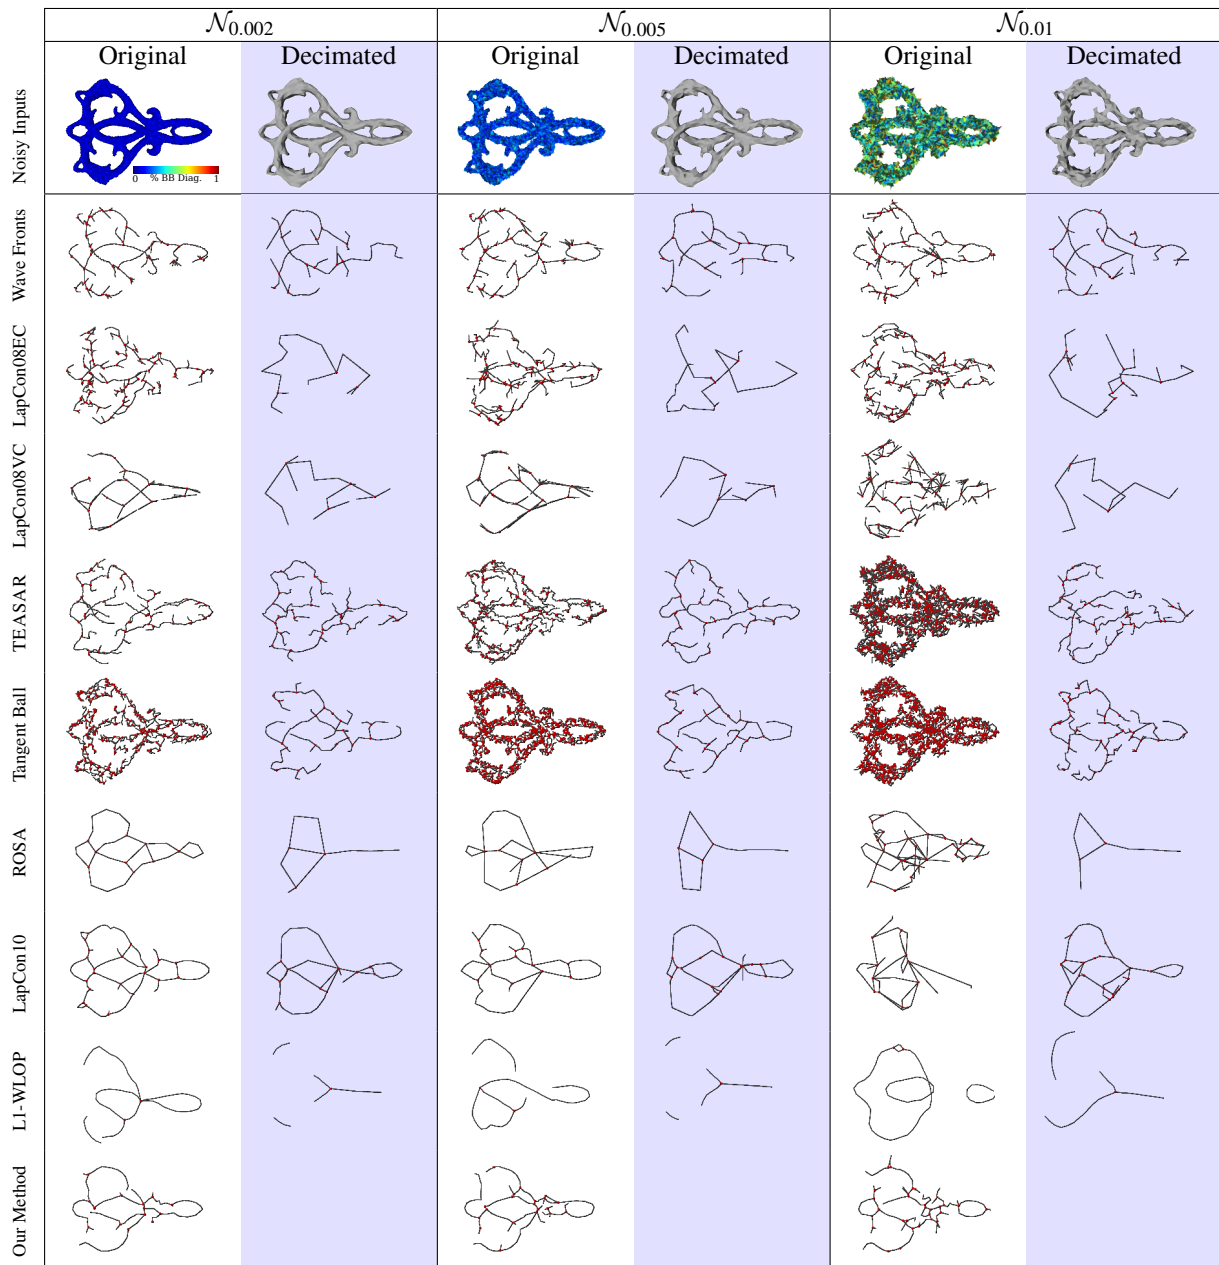 𝒩0.002 𝒩0.005 𝒩0.01
Original Decimated Original Decimated Original Decimated
Noisy Inputs
0 % BB Diag. 1
Wave Fronts
LapCon08EC
LapCon08VC
TEASAR
Tangent Ball
ROSA
LapCon10
L1-WLOP
Our Method